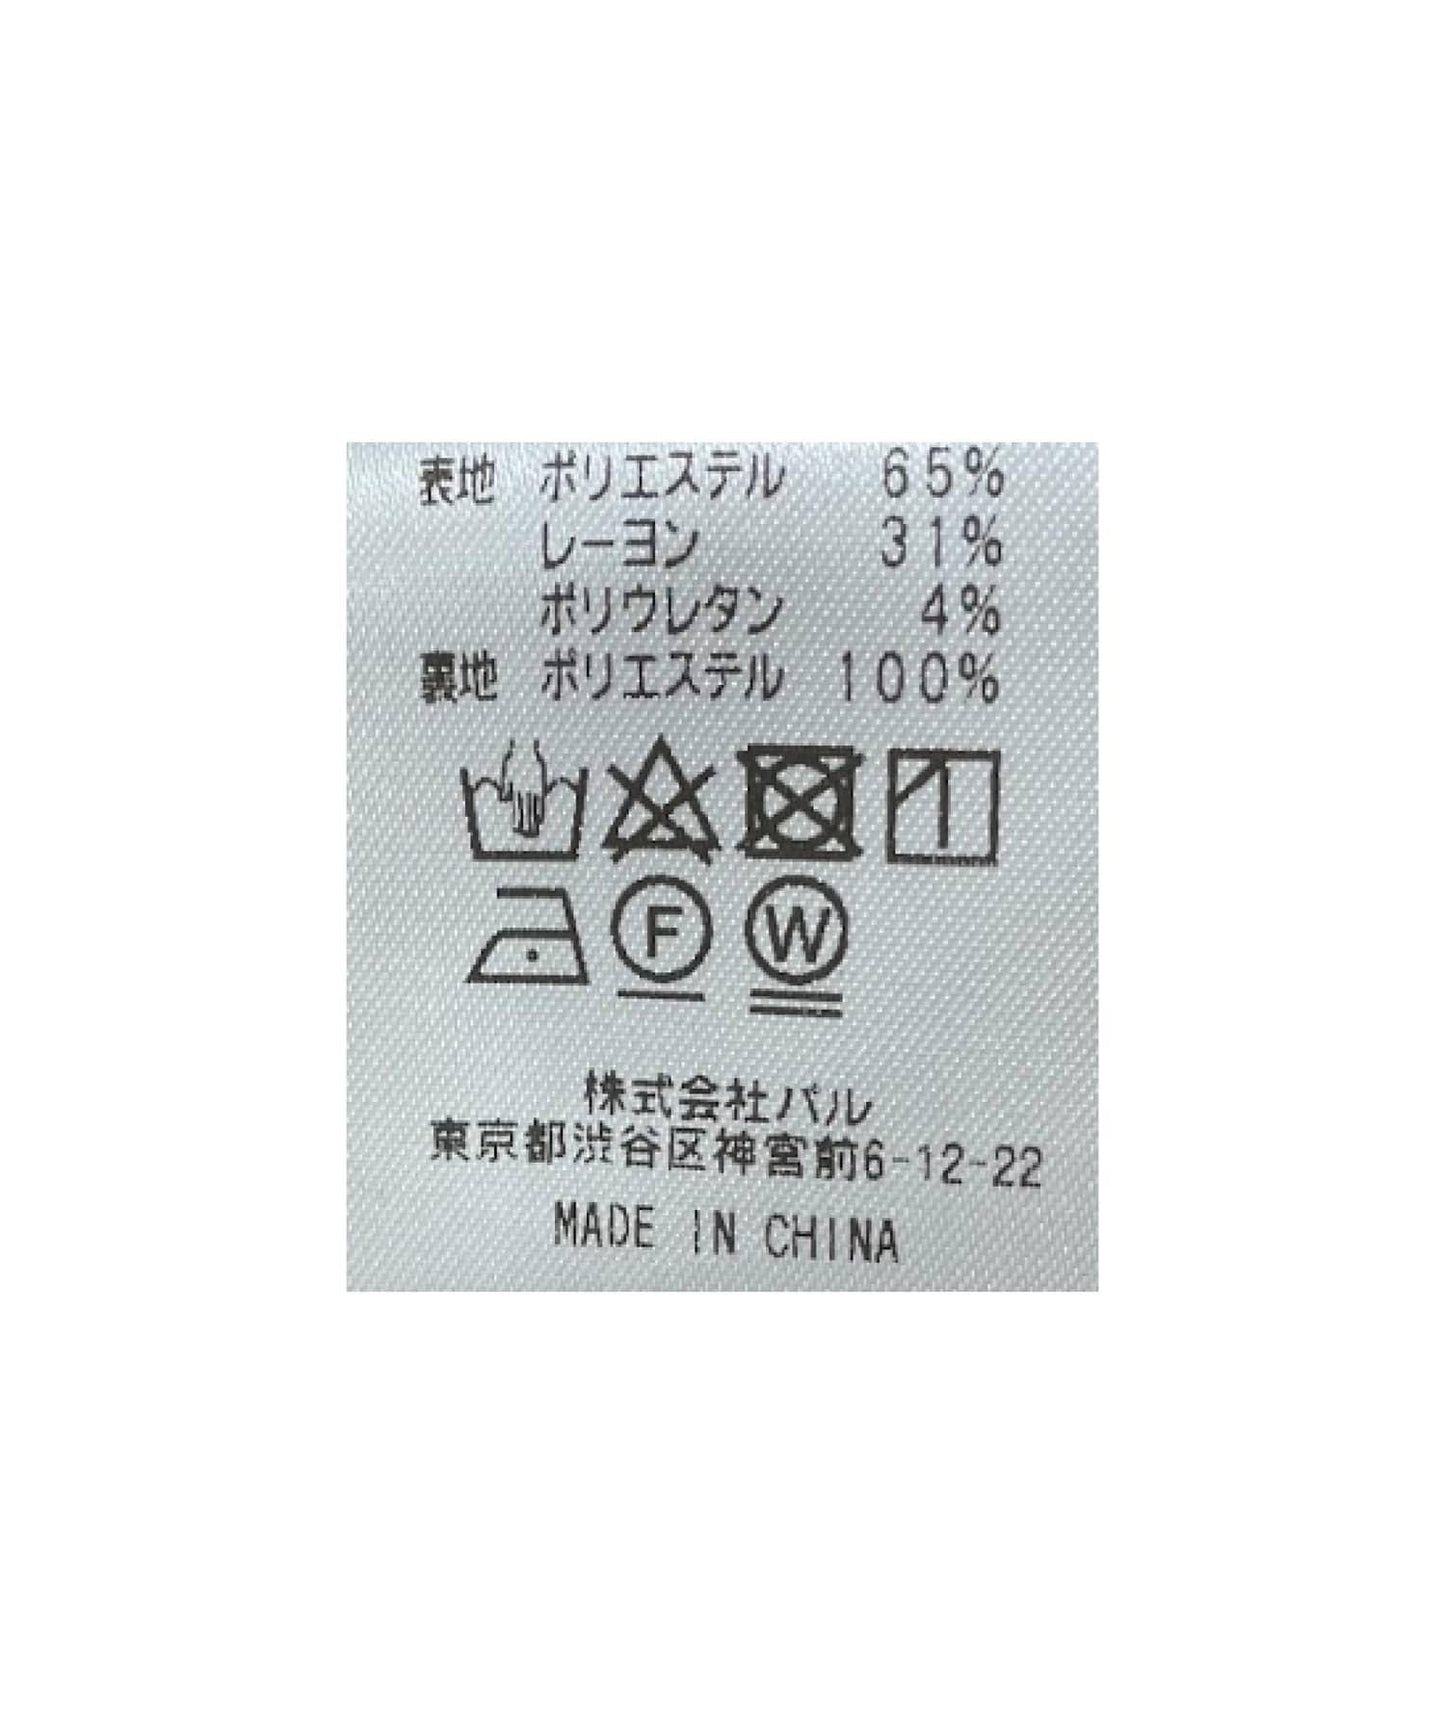 表地 ポリエステル 65%
レーヨン 31%
ポリウレタン 4%
裏地 ポリエステル 100%
F W
株式会社パル
東京都渋谷区神宮前6-12-22
MADE IN CHINA